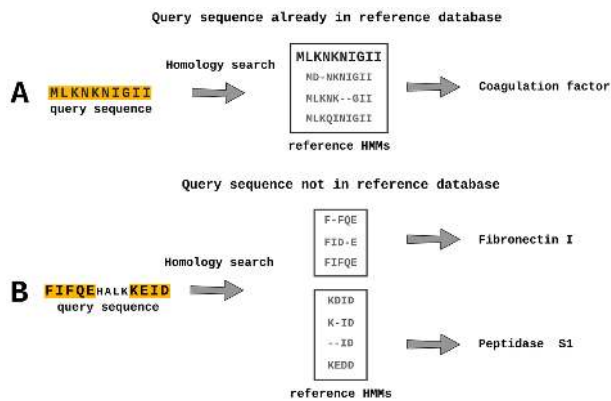 Query sequence already in reference database
A
MLKNKNIGII
query sequence
Homology search
MLKNKNIGII
MD-NKNIGII
MLKNK--GII
MLKQINIGII
reference HMMs
Coagulation factor
Query sequence not in reference database
B
FIFQEHALKKEID
query sequence
Homology search
F-FQE
FID-E
FIFQE
Fibronectin I
KDID
K-ID
--ID
KEDD
reference HMMs
Peptidase S1